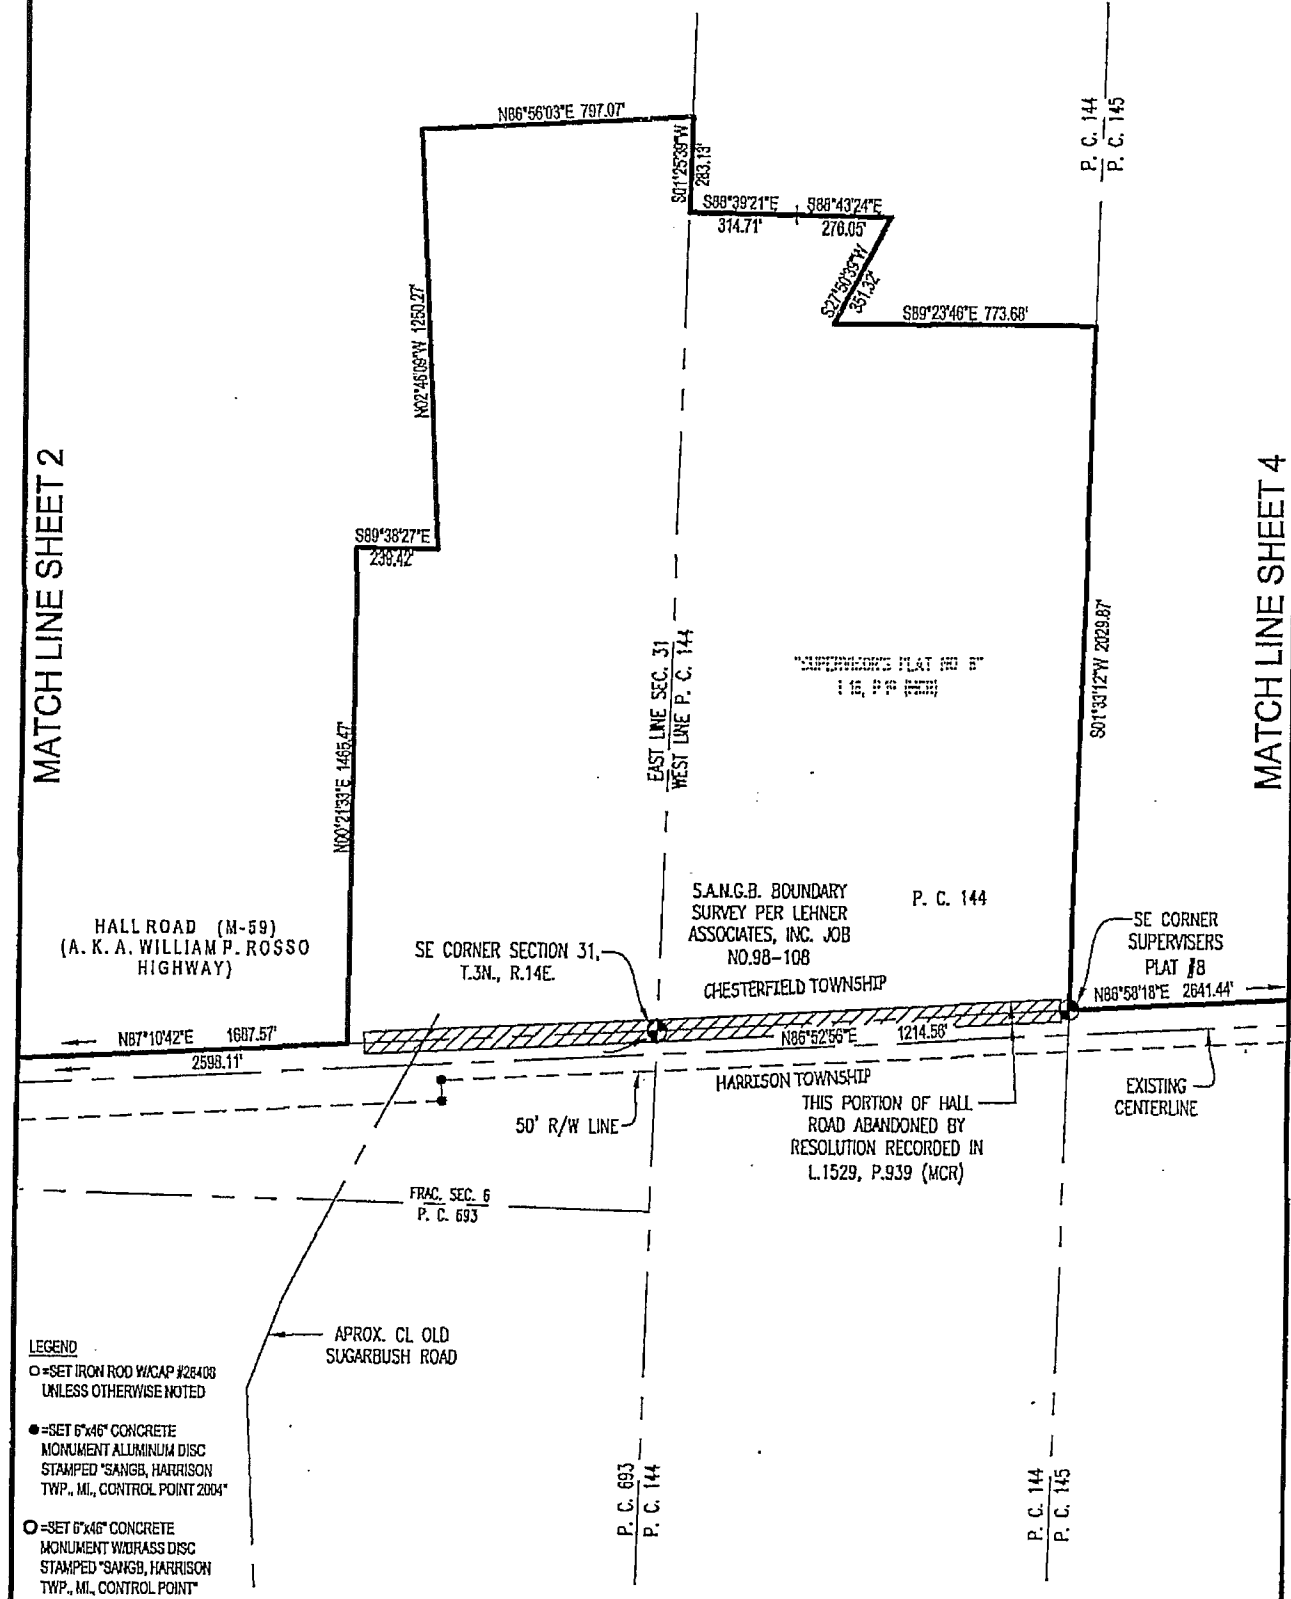 P. C. 144
P. C. 145
N86°56'03"E 797.07'
S01°25'39"W
283.13'
S88°39'21"E
314.71'
S88°43'24"E
276.05'
S27°50'39"W
351.32'
S89°23'46"E 773.68'
N02°46'09"W 1250.27'
MATCH LINE SHEET 2
MATCH LINE SHEET 4
S89°38'27"E
239.42'
EAST LINE SEC. 31
WEST LINE P. C. 144
"SUPERVISOR'S PLAT NO. 8"
(MCR)
S01°33'12"W 2029.87'
N00°21'33"E 1465.47'
S.A.N.G.B. BOUNDARY
SURVEY PER LEHNER
ASSOCIATES, INC. JOB
NO.98-108
P. C. 144
HALL ROAD (M-59)
(A. K. A. WILLIAM P. ROSSO
HIGHWAY)
SE CORNER SECTION 31,
T.3N., R.14E.
SE CORNER
SUPERVISERS
PLAT #8
CHESTERFIELD TOWNSHIP
N86°58'18"E 2641.44'
N87°10'42"E 1687.57'
2598.11'
N86°52'56"E 1214.56'
HARRISON TOWNSHIP
50' R/W LINE
THIS PORTION OF HALL
ROAD ABANDONED BY
RESOLUTION RECORDED IN
L.1529, P.939 (MCR)
EXISTING
CENTERLINE
FRAC. SEC. 6
P. C. 693
APROX. CL OLD
SUGARBUSH ROAD
LEGEND
=SET IRON ROD W/CAP #28408
UNLESS OTHERWISE NOTED
=SET 6"x46" CONCRETE
MONUMENT ALUMINUM DISC
STAMPED "SANGB, HARRISON
TWP., MI., CONTROL POINT 2004"
=SET 6"x46" CONCRETE
MONUMENT W/BRASS DISC
STAMPED "SANGB, HARRISON
TWP., MI., CONTROL POINT"
P. C. 693
P. C. 144
P. C. 144
P. C. 145